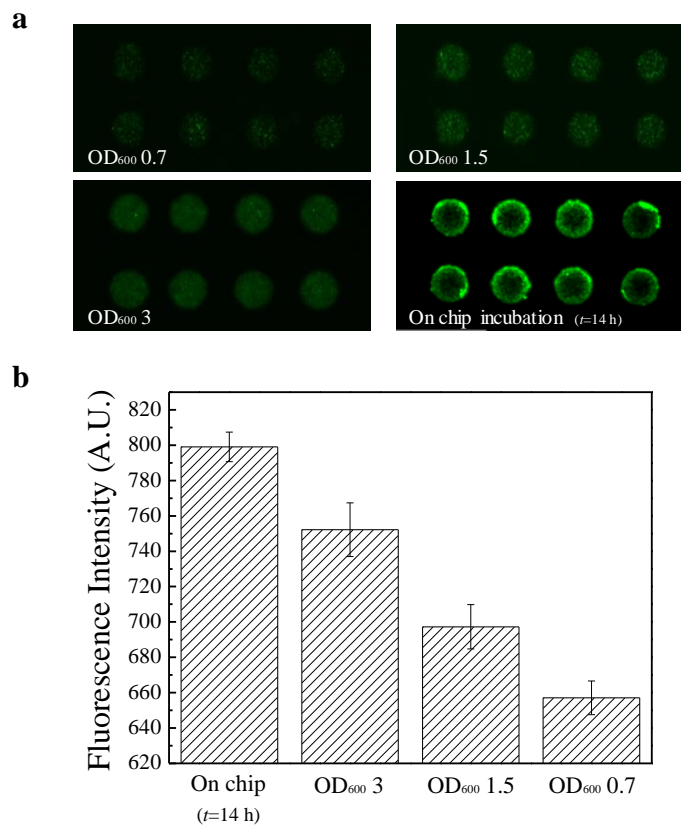 a
OD600 0.7
OD600 1.5
OD600 3
On chip incubation (t=14 h)
b
Fluorescence Intensity (A.U.)
820
800
780
760
740
720
700
680
660
640
620
On chip
(t=14 h)
OD600 3
OD600 1.5
OD600 0.7